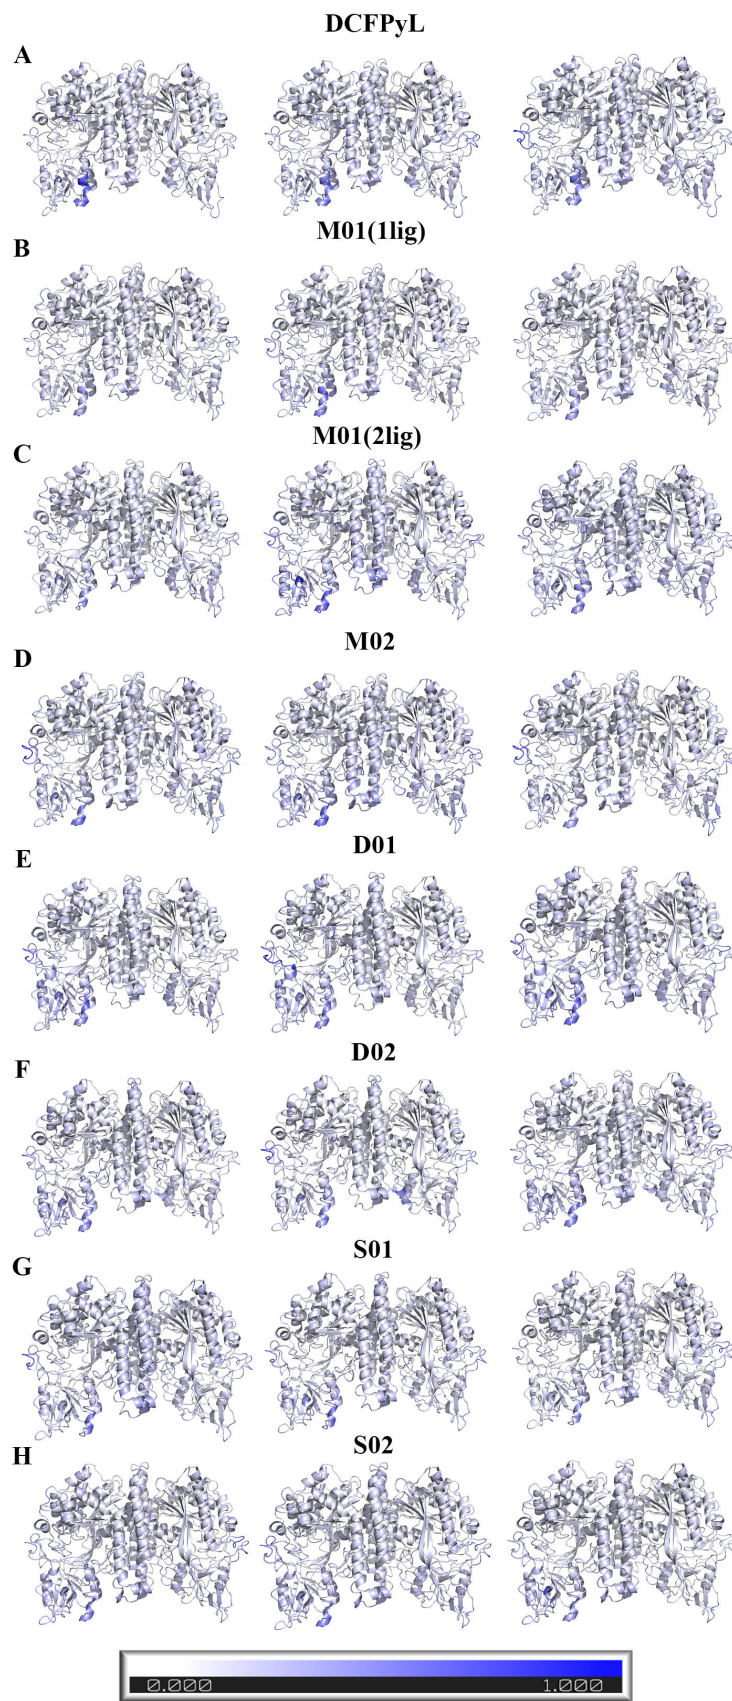 DCFPyL
A
M01(1lig)
B
M01(2lig)
C
M02
D
D01
E
D02
F
S01
G
S02
H
0.000 1.000